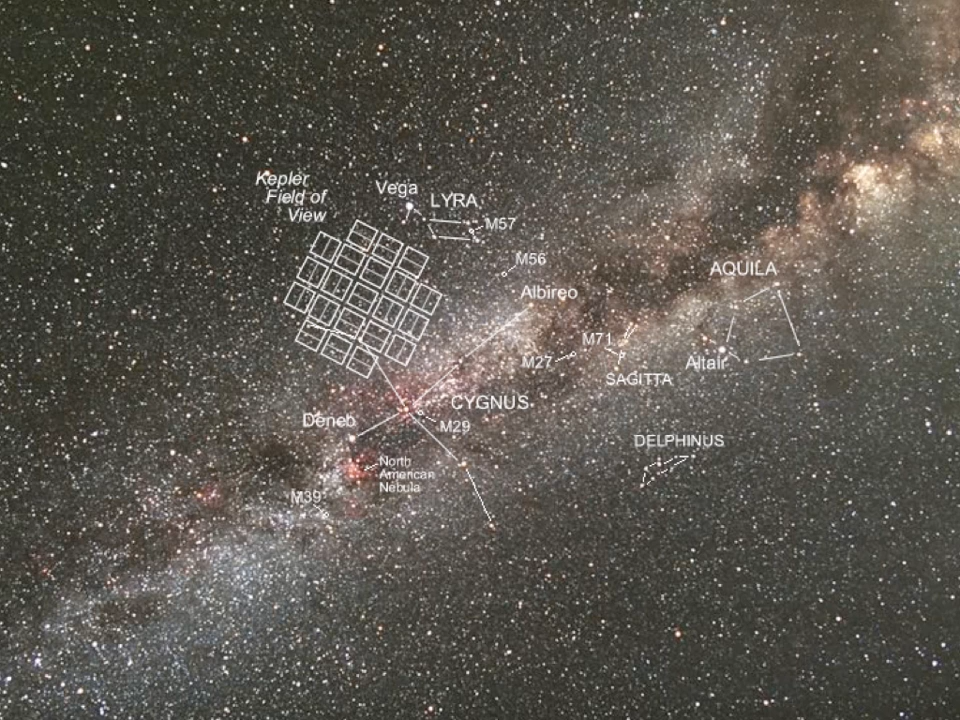 Kepler
Field of
View
Vega
LYRA
M57
M56
Albireo
AQUILA
M71
M27
Altair
SAGITTA
CYGNUS
Deneb
M29
DELPHINUS
North
American
Nebula
M39